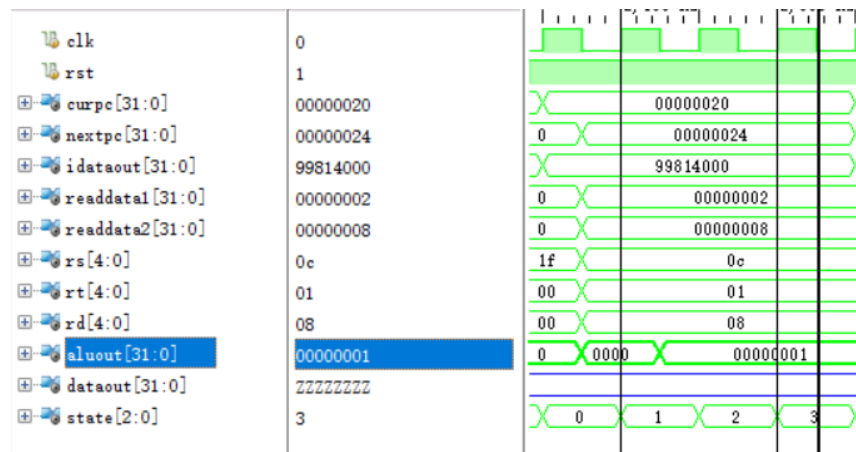 clk 0
rst 1
curpc[31:0] 00000020 00000020
nextpc[31:0] 00000024 0 00000024
idataout[31:0] 99814000 99814000
readdata1[31:0] 00000002 0 00000002
readdata2[31:0] 00000008 0 00000008
rs[4:0] 0c 1f 0c
rt[4:0] 01 00 01
rd[4:0] 08 00 08
aluout[31:0] 00000001 0 0000 00000001
dataout[31:0] ZZZZZZZZ
state[2:0] 3 0 1 2 3